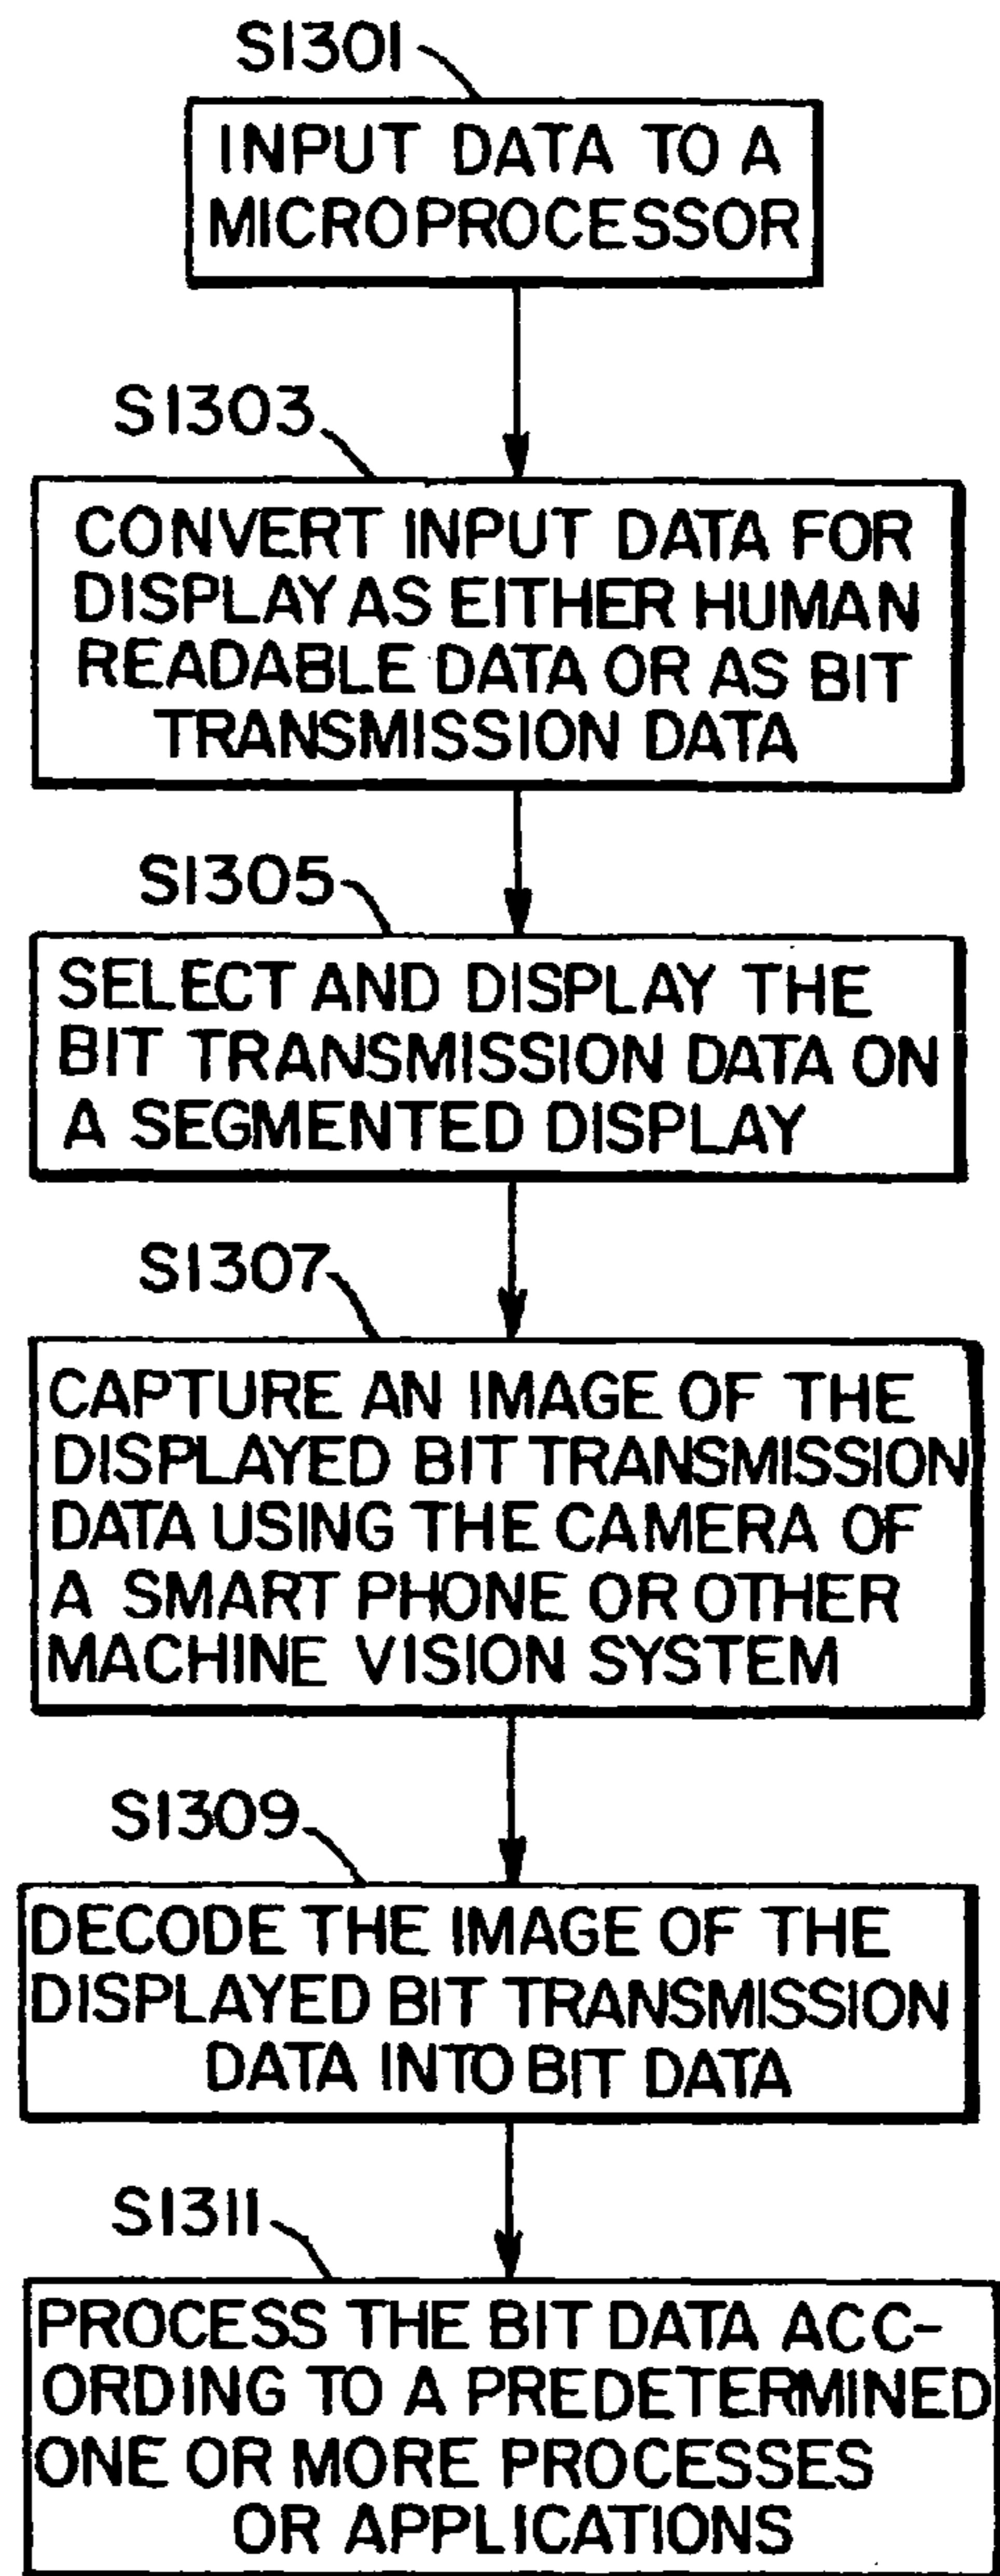 S1301
INPUT DATA TO A
MICROPROCESSOR
S1303
CONVERT INPUT DATA FOR
DISPLAY AS EITHER HUMAN
READABLE DATA OR AS BIT
TRANSMISSION DATA
S1305
SELECT AND DISPLAY THE
BIT TRANSMISSION DATA ON
A SEGMENTED DISPLAY
S1307
CAPTURE AN IMAGE OF THE
DISPLAYED BIT TRANSMISSION
DATA USING THE CAMERA OF
A SMART PHONE OR OTHER
MACHINE VISION SYSTEM
S1309
DECODE THE IMAGE OF THE
DISPLAYED BIT TRANSMISSION
DATA INTO BIT DATA
S1311
PROCESS THE BIT DATA ACC-
ORDING TO A PREDETERMINED
ONE OR MORE PROCESSES
OR APPLICATIONS